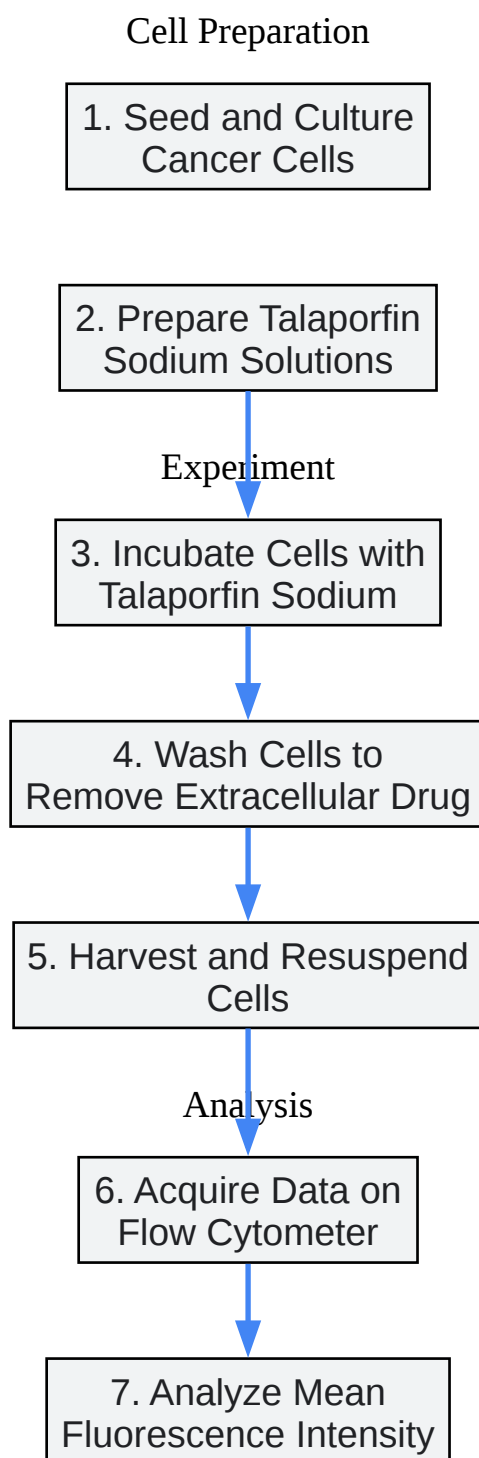 Cell Preparation
1. Seed and Culture
Cancer Cells
2. Prepare Talaporfin
Sodium Solutions
Experiment
3. Incubate Cells with
Talaporfin Sodium
4. Wash Cells to
Remove Extracellular Drug
5. Harvest and Resuspend
Cells
Analysis
6. Acquire Data on
Flow Cytometer
7. Analyze Mean
Fluorescence Intensity